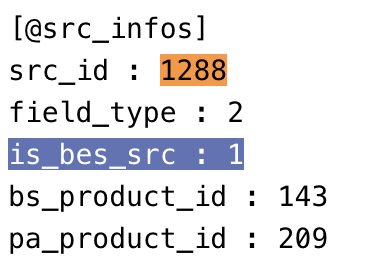 [@src_infos]
src_id : 1288
field_type : 2
is_bes_src : 1
bs_product_id : 143
pa_product_id : 209